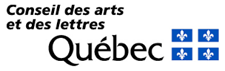 Conseil des arts
et des lettres
Québec